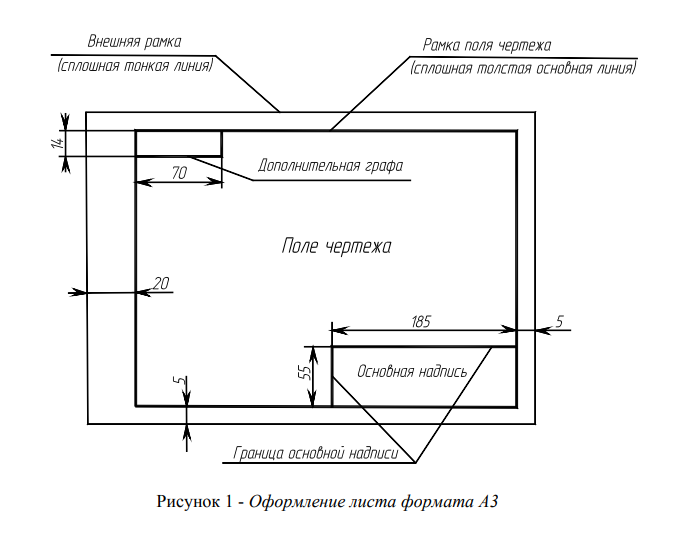 Внешняя рамка
(сплошная тонкая линия)
Рамка поля чертежа
(сплошная толстая основная линия)
14
Дополнительная графа
70
Поле чертежа
20
185
5
55
Основная надпись
5
Граница основной надписи
Рисунок 1 - Оформление листа формата А3